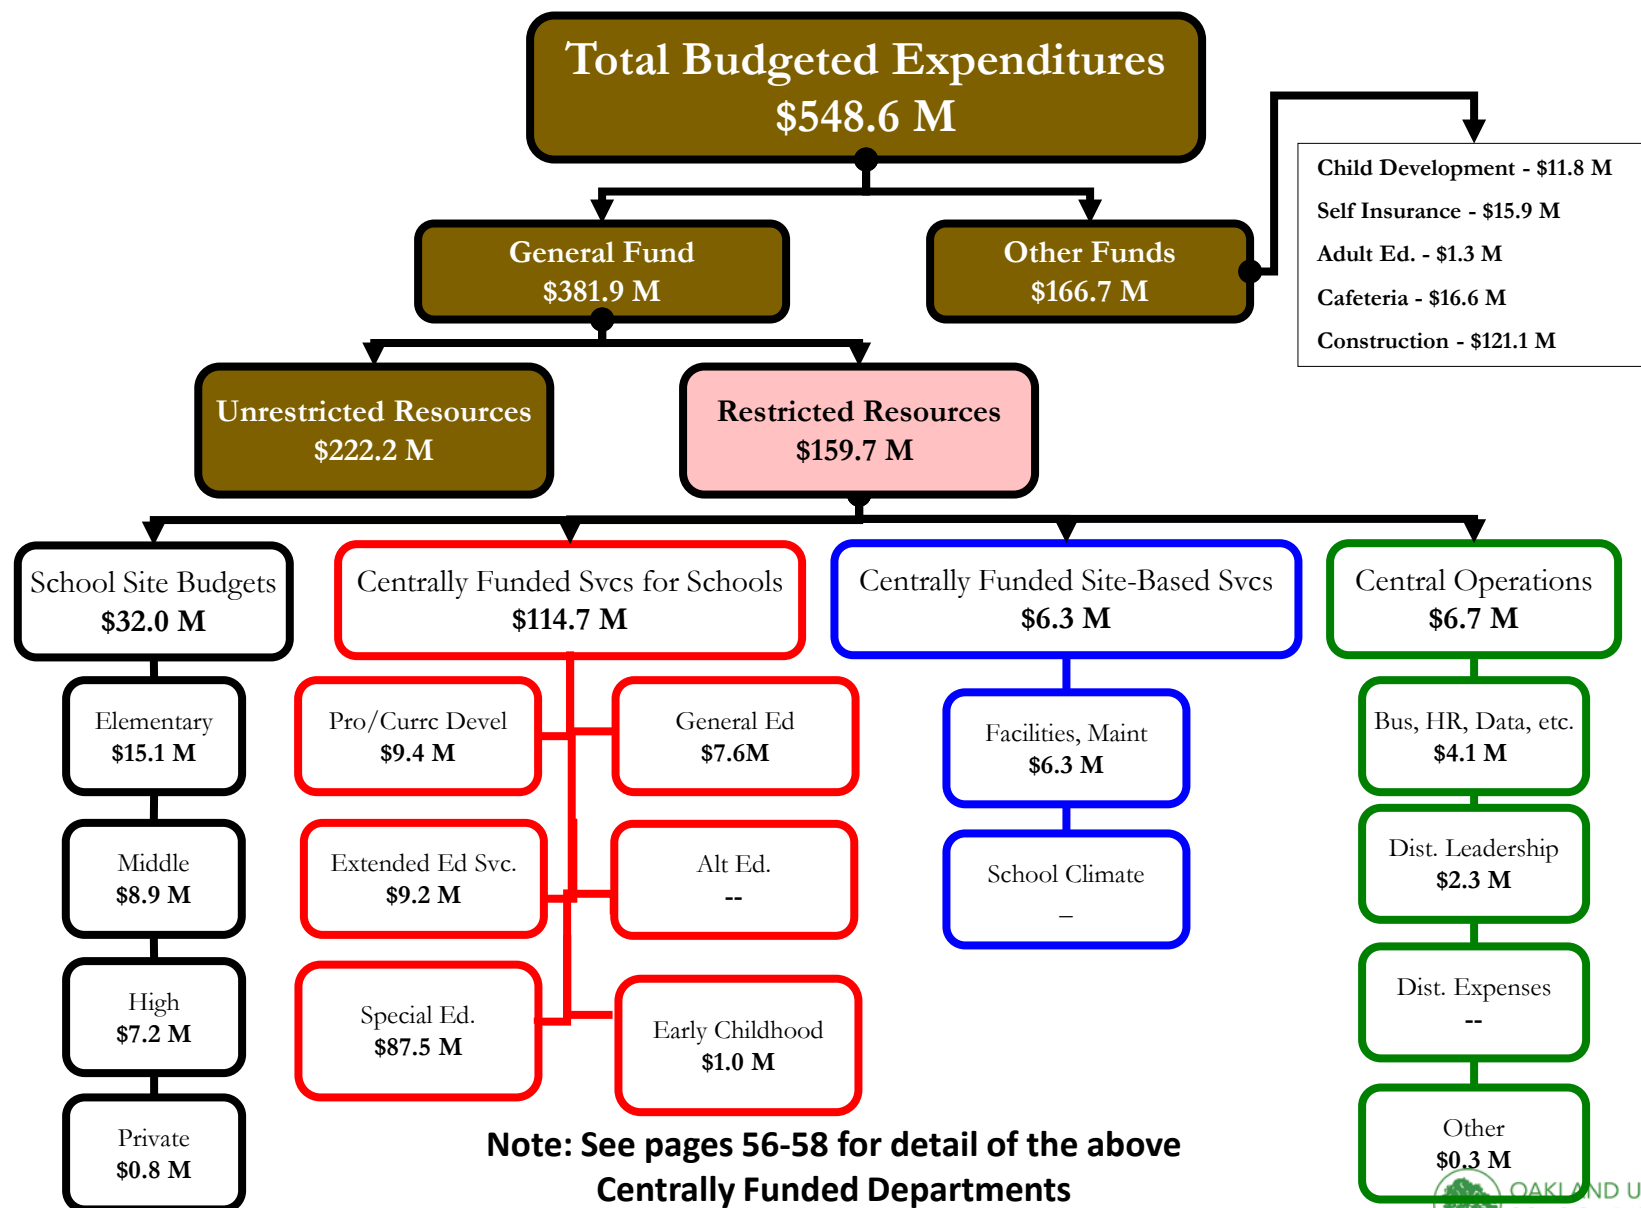 Total Budgeted Expenditures
$548.6 M
Child Development - $11.8 M
Self Insurance - $15.9 M
Adult Ed. - $1.3 M
Cafeteria - $16.6 M
Construction - $121.1 M
General Fund
$381.9 M
Other Funds
$166.7 M
Unrestricted Resources
$222.2 M
Restricted Resources
$159.7 M
School Site Budgets
$32.0 M
Centrally Funded Svcs for Schools
$114.7 M
Centrally Funded Site-Based Svcs
$6.3 M
Central Operations
$6.7 M
Elementary
$15.1 M
Middle
$8.9 M
High
$7.2 M
Private
$0.8 M
Pro/Currc Devel
$9.4 M
General Ed
$7.6M
Extended Ed Svc.
$9.2 M
Alt Ed.
--
Special Ed.
$87.5 M
Early Childhood
$1.0 M
Facilities, Maint
$6.3 M
School Climate
–
Bus, HR, Data, etc.
$4.1 M
Dist. Leadership
$2.3 M
Dist. Expenses
--
Other
$0.3 M
Note: See pages 56-58 for detail of the above
Centrally Funded Departments
OAKLAND U